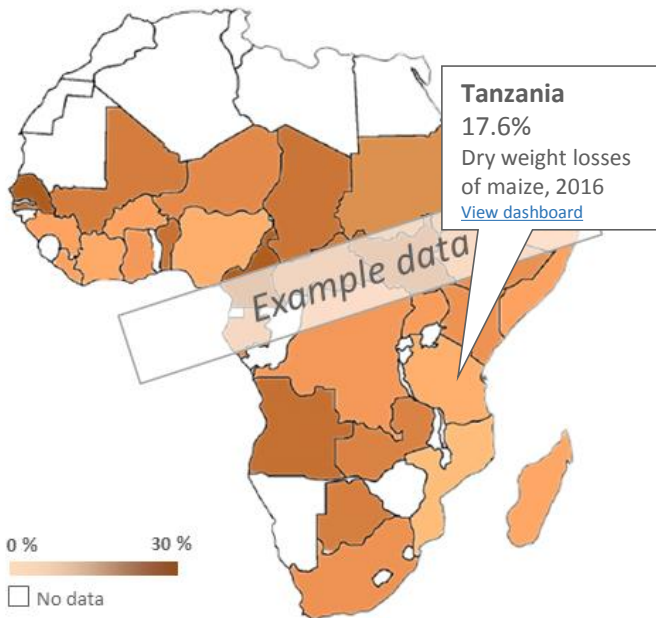 Tanzania
17.6%
Dry weight losses
of maize, 2016
View dashboard
Example data
0 % 30 %
No data